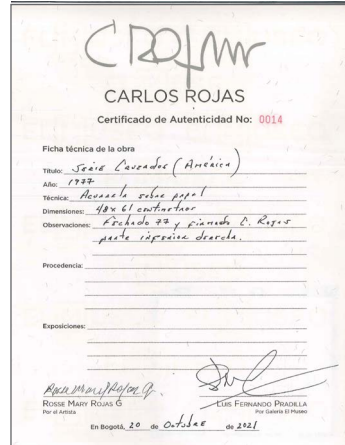 CARLOS ROJAS
Certificado de Autenticidad No: 0014
Ficha técnica de la obra
Título: Serie Cruzados (América)
Año: 1977
Técnica: Acuarela sobre papel
Dimensiones: 48 x 61 centímetros
Observaciones: Fechado 77 y firmado C. Rojas
parte inferior derecha.
Procedencia:
Exposiciones:
ROSSE MARY ROJAS G LUIS FERNANDO PRADILLA
Por el Artista Por Galería El Museo
En Bogotá, 20 de Octubre de 2021